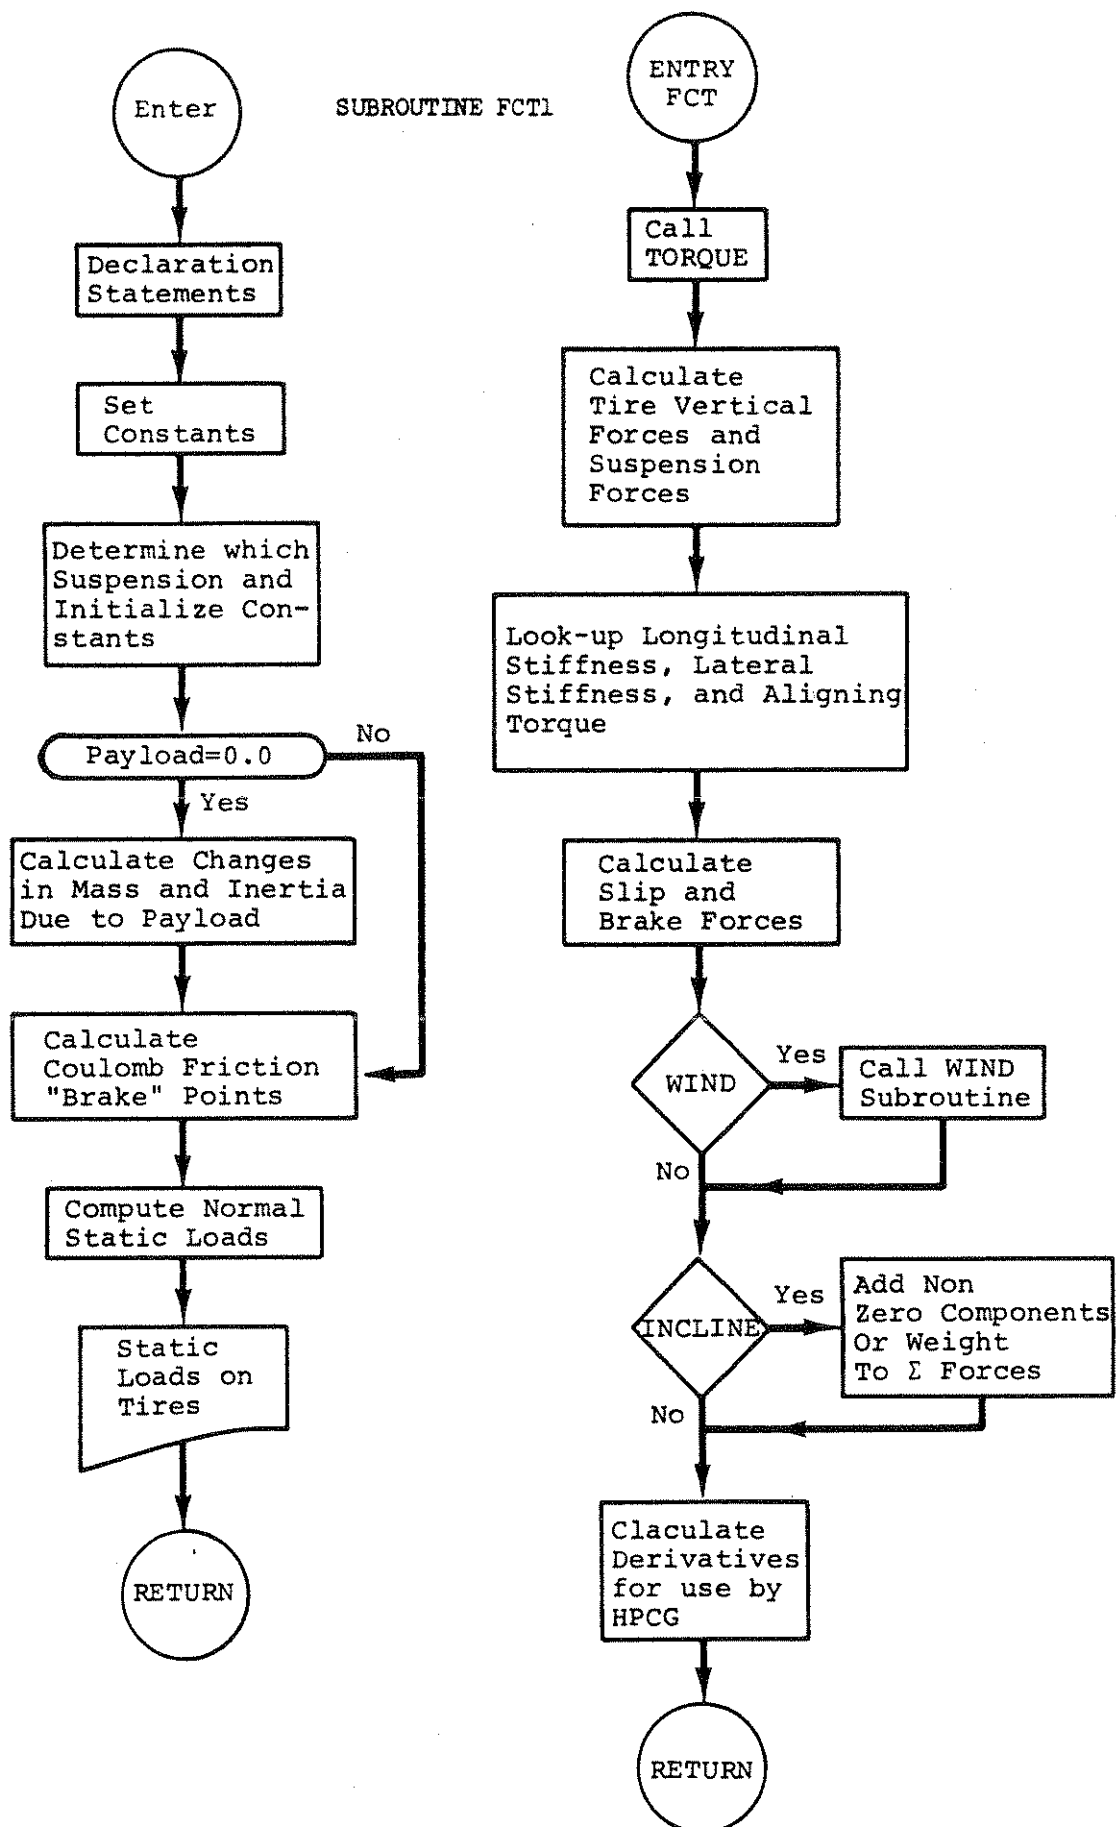 SUBROUTINE FCT1
Enter
Declaration
Statements
Set
Constants
Determine which
Suspension and
Initialize Con-
stants
Payload=0.0
No
Yes
Calculate Changes
in Mass and Inertia
Due to Payload
Calculate
Coulomb Friction
"Brake" Points
Compute Normal
Static Loads
Static
Loads on
Tires
RETURN
ENTRY
FCT
Call
TORQUE
Calculate
Tire Vertical
Forces and
Suspension
Forces
Look-up Longitudinal
Stiffness, Lateral
Stiffness, and Aligning
Torque
Calculate
Slip and
Brake Forces
WIND
Yes
Call WIND
Subroutine
No
INCLINE
Yes
Add Non
Zero Components
Or Weight
To Σ Forces
No
Claculate
Derivatives
for use by
HPCG
RETURN